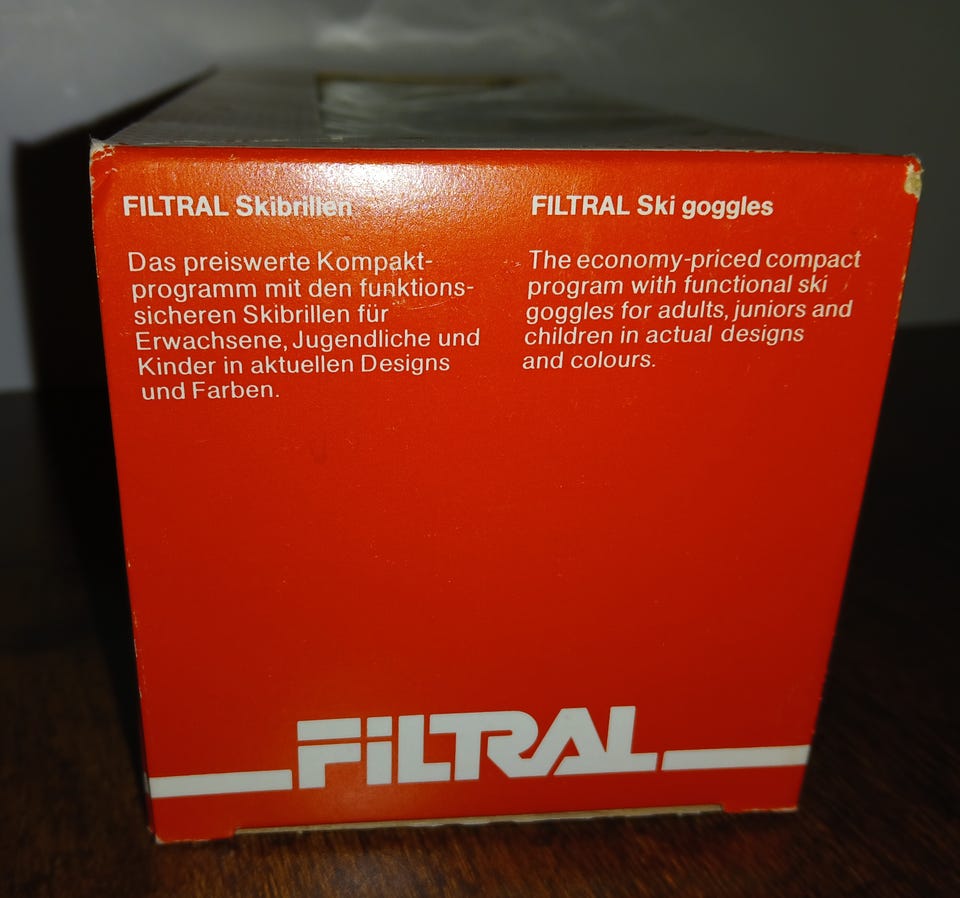 FILTRAL Skibrillen
Das preiswerte Kompakt-
programm mit den funktions-
sicheren Skibrillen für
Erwachsene, Jugendliche und
Kinder in aktuellen Designs
und Farben.
FILTRAL Ski goggles
The economy-priced compact
program with functional ski
goggles for adults, juniors and
children in actual designs
and colours.
FILTRAL